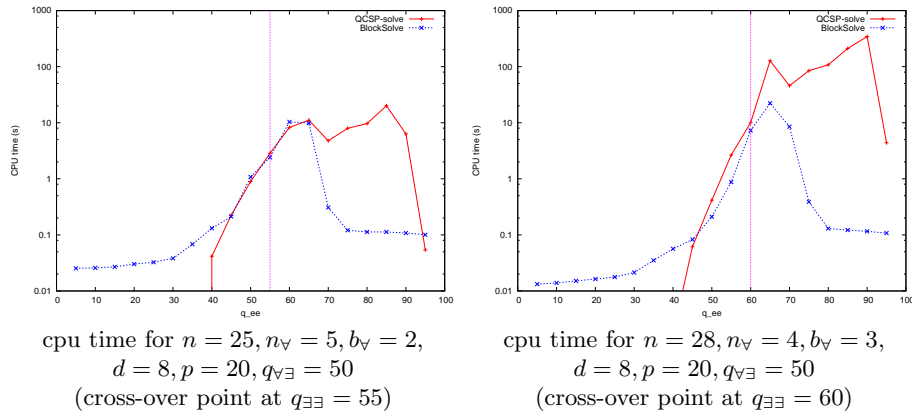 QCSP-solve
BlockSolve
1000
100
10
1
0.1
0.01
CPU time (s)
0 10 20 30 40 50 60 70 80 90 100
q_ee
cpu time for n = 25, n∀ = 5, b∀ = 2,
d = 8, p = 20, q∀∃ = 50
(cross-over point at q∃∃ = 55)
QCSP-solve
BlockSolve
1000
100
10
1
0.1
0.01
CPU time (s)
0 10 20 30 40 50 60 70 80 90 100
q_ee
cpu time for n = 28, n∀ = 4, b∀ = 3,
d = 8, p = 20, q∀∃ = 50
(cross-over point at q∃∃ = 60)